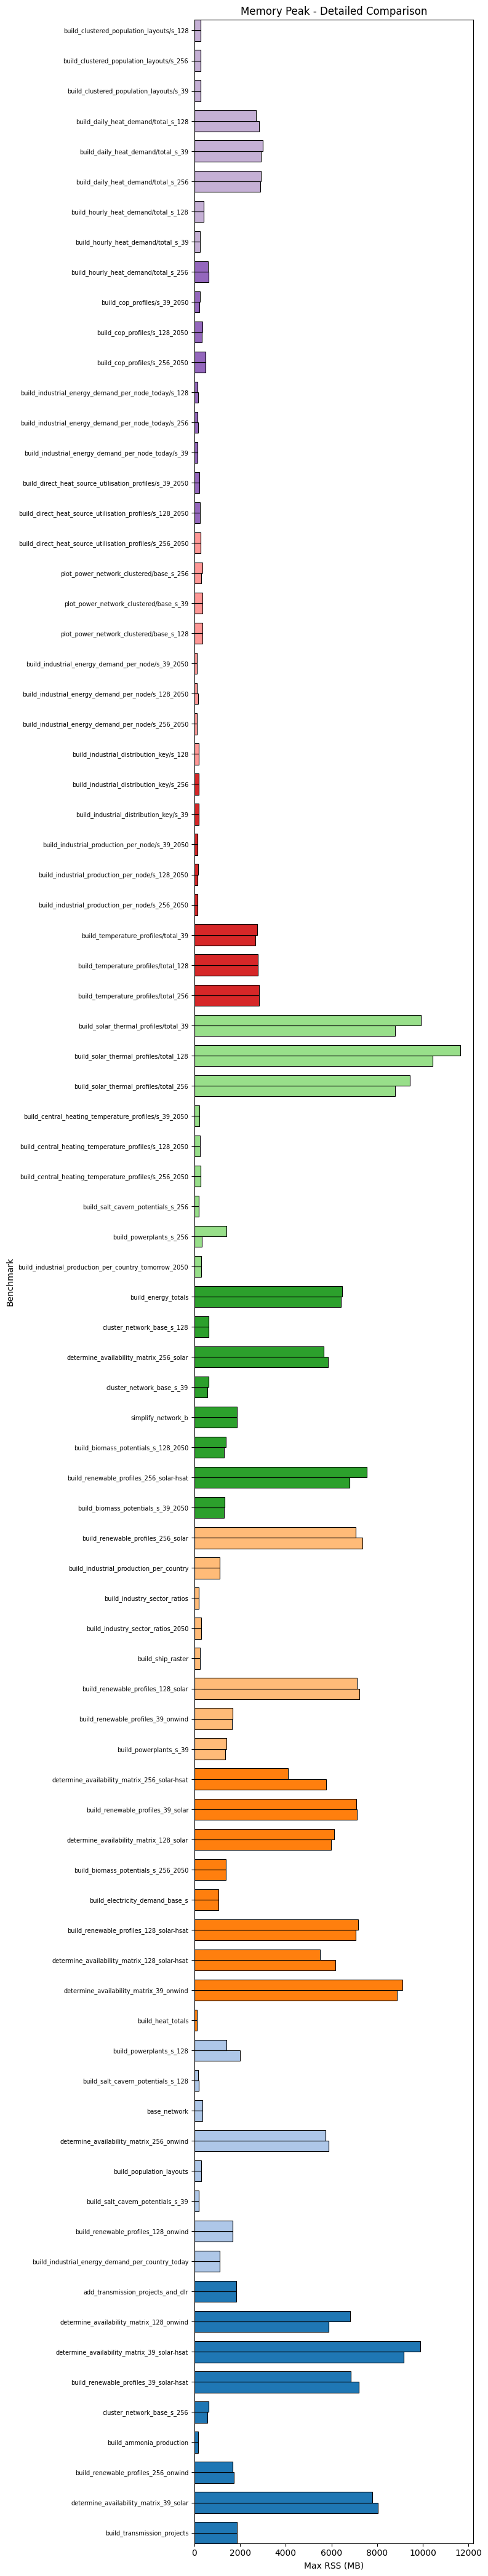 Memory Peak - Detailed Comparison
build_clustered_population_layouts/s_128
build_clustered_population_layouts/s_256
build_clustered_population_layouts/s_39
build_daily_heat_demand/total_s_128
build_daily_heat_demand/total_s_39
build_daily_heat_demand/total_s_256
build_hourly_heat_demand/total_s_128
build_hourly_heat_demand/total_s_39
build_hourly_heat_demand/total_s_256
build_cop_profiles/s_39_2050
build_cop_profiles/s_128_2050
build_cop_profiles/s_256_2050
build_industrial_energy_demand_per_node_today/s_128
build_industrial_energy_demand_per_node_today/s_256
build_industrial_energy_demand_per_node_today/s_39
build_direct_heat_source_utilisation_profiles/s_39_2050
build_direct_heat_source_utilisation_profiles/s_128_2050
build_direct_heat_source_utilisation_profiles/s_256_2050
plot_power_network_clustered/base_s_256
plot_power_network_clustered/base_s_39
plot_power_network_clustered/base_s_128
build_industrial_energy_demand_per_node/s_39_2050
build_industrial_energy_demand_per_node/s_128_2050
build_industrial_energy_demand_per_node/s_256_2050
build_industrial_distribution_key/s_128
build_industrial_distribution_key/s_256
build_industrial_distribution_key/s_39
build_industrial_production_per_node/s_39_2050
build_industrial_production_per_node/s_128_2050
build_industrial_production_per_node/s_256_2050
build_temperature_profiles/total_39
build_temperature_profiles/total_128
build_temperature_profiles/total_256
build_solar_thermal_profiles/total_39
build_solar_thermal_profiles/total_128
build_solar_thermal_profiles/total_256
build_central_heating_temperature_profiles/s_39_2050
build_central_heating_temperature_profiles/s_128_2050
build_central_heating_temperature_profiles/s_256_2050
build_salt_cavern_potentials_s_256
build_powerplants_s_256
build_industrial_production_per_country_tomorrow_2050
Benchmark
build_energy_totals
cluster_network_base_s_128
determine_availability_matrix_256_solar
cluster_network_base_s_39
simplify_network_b
build_biomass_potentials_s_128_2050
build_renewable_profiles_256_solar-hsat
build_biomass_potentials_s_39_2050
build_renewable_profiles_256_solar
build_industrial_production_per_country
build_industry_sector_ratios
build_industry_sector_ratios_2050
build_ship_raster
build_renewable_profiles_128_solar
build_renewable_profiles_39_onwind
build_powerplants_s_39
determine_availability_matrix_256_solar-hsat
build_renewable_profiles_39_solar
determine_availability_matrix_128_solar
build_biomass_potentials_s_256_2050
build_electricity_demand_base_s
build_renewable_profiles_128_solar-hsat
determine_availability_matrix_128_solar-hsat
determine_availability_matrix_39_onwind
build_heat_totals
build_powerplants_s_128
build_salt_cavern_potentials_s_128
base_network
determine_availability_matrix_256_onwind
build_population_layouts
build_salt_cavern_potentials_s_39
build_renewable_profiles_128_onwind
build_industrial_energy_demand_per_country_today
add_transmission_projects_and_dlr
determine_availability_matrix_128_onwind
determine_availability_matrix_39_solar-hsat
build_renewable_profiles_39_solar-hsat
cluster_network_base_s_256
build_ammonia_production
build_renewable_profiles_256_onwind
determine_availability_matrix_39_solar
build_transmission_projects
0 2000 4000 6000 8000 10000 12000
Max RSS (MB)